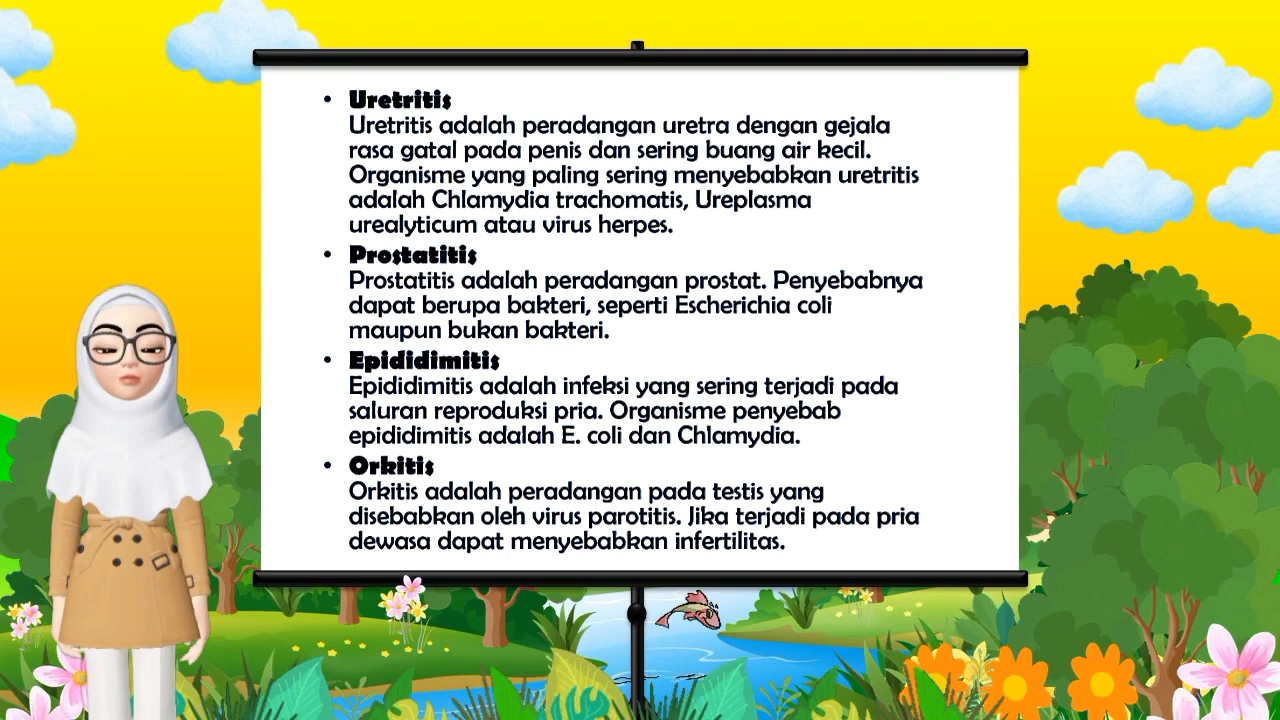 • Uretritis
Uretritis adalah peradangan uretra dengan gejala
rasa gatal pada penis dan sering buang air kecil.
Organisme yang paling sering menyebabkan uretritis
adalah Chlamydia trachomatis, Ureplasma
urealyticum atau virus herpes.
• Prostatitis
Prostatitis adalah peradangan prostat. Penyebabnya
dapat berupa bakteri, seperti Escherichia coli
maupun bukan bakteri.
• Epididimitis
Epididimitis adalah infeksi yang sering terjadi pada
saluran reproduksi pria. Organisme penyebab
epididimitis adalah E. coli dan Chlamydia.
• Orkitis
Orkitis adalah peradangan pada testis yang
disebabkan oleh virus parotitis. Jika terjadi pada pria
dewasa dapat menyebabkan infertilitas.